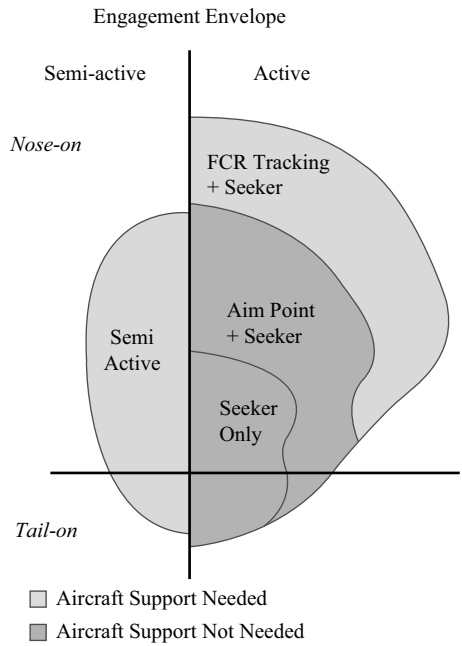 Engagement Envelope
Semi-active
Active
Nose-on
FCR Tracking
+ Seeker
Aim Point
+ Seeker
Semi
Active
Seeker
Only
Tail-on
Aircraft Support Needed
Aircraft Support Not Needed